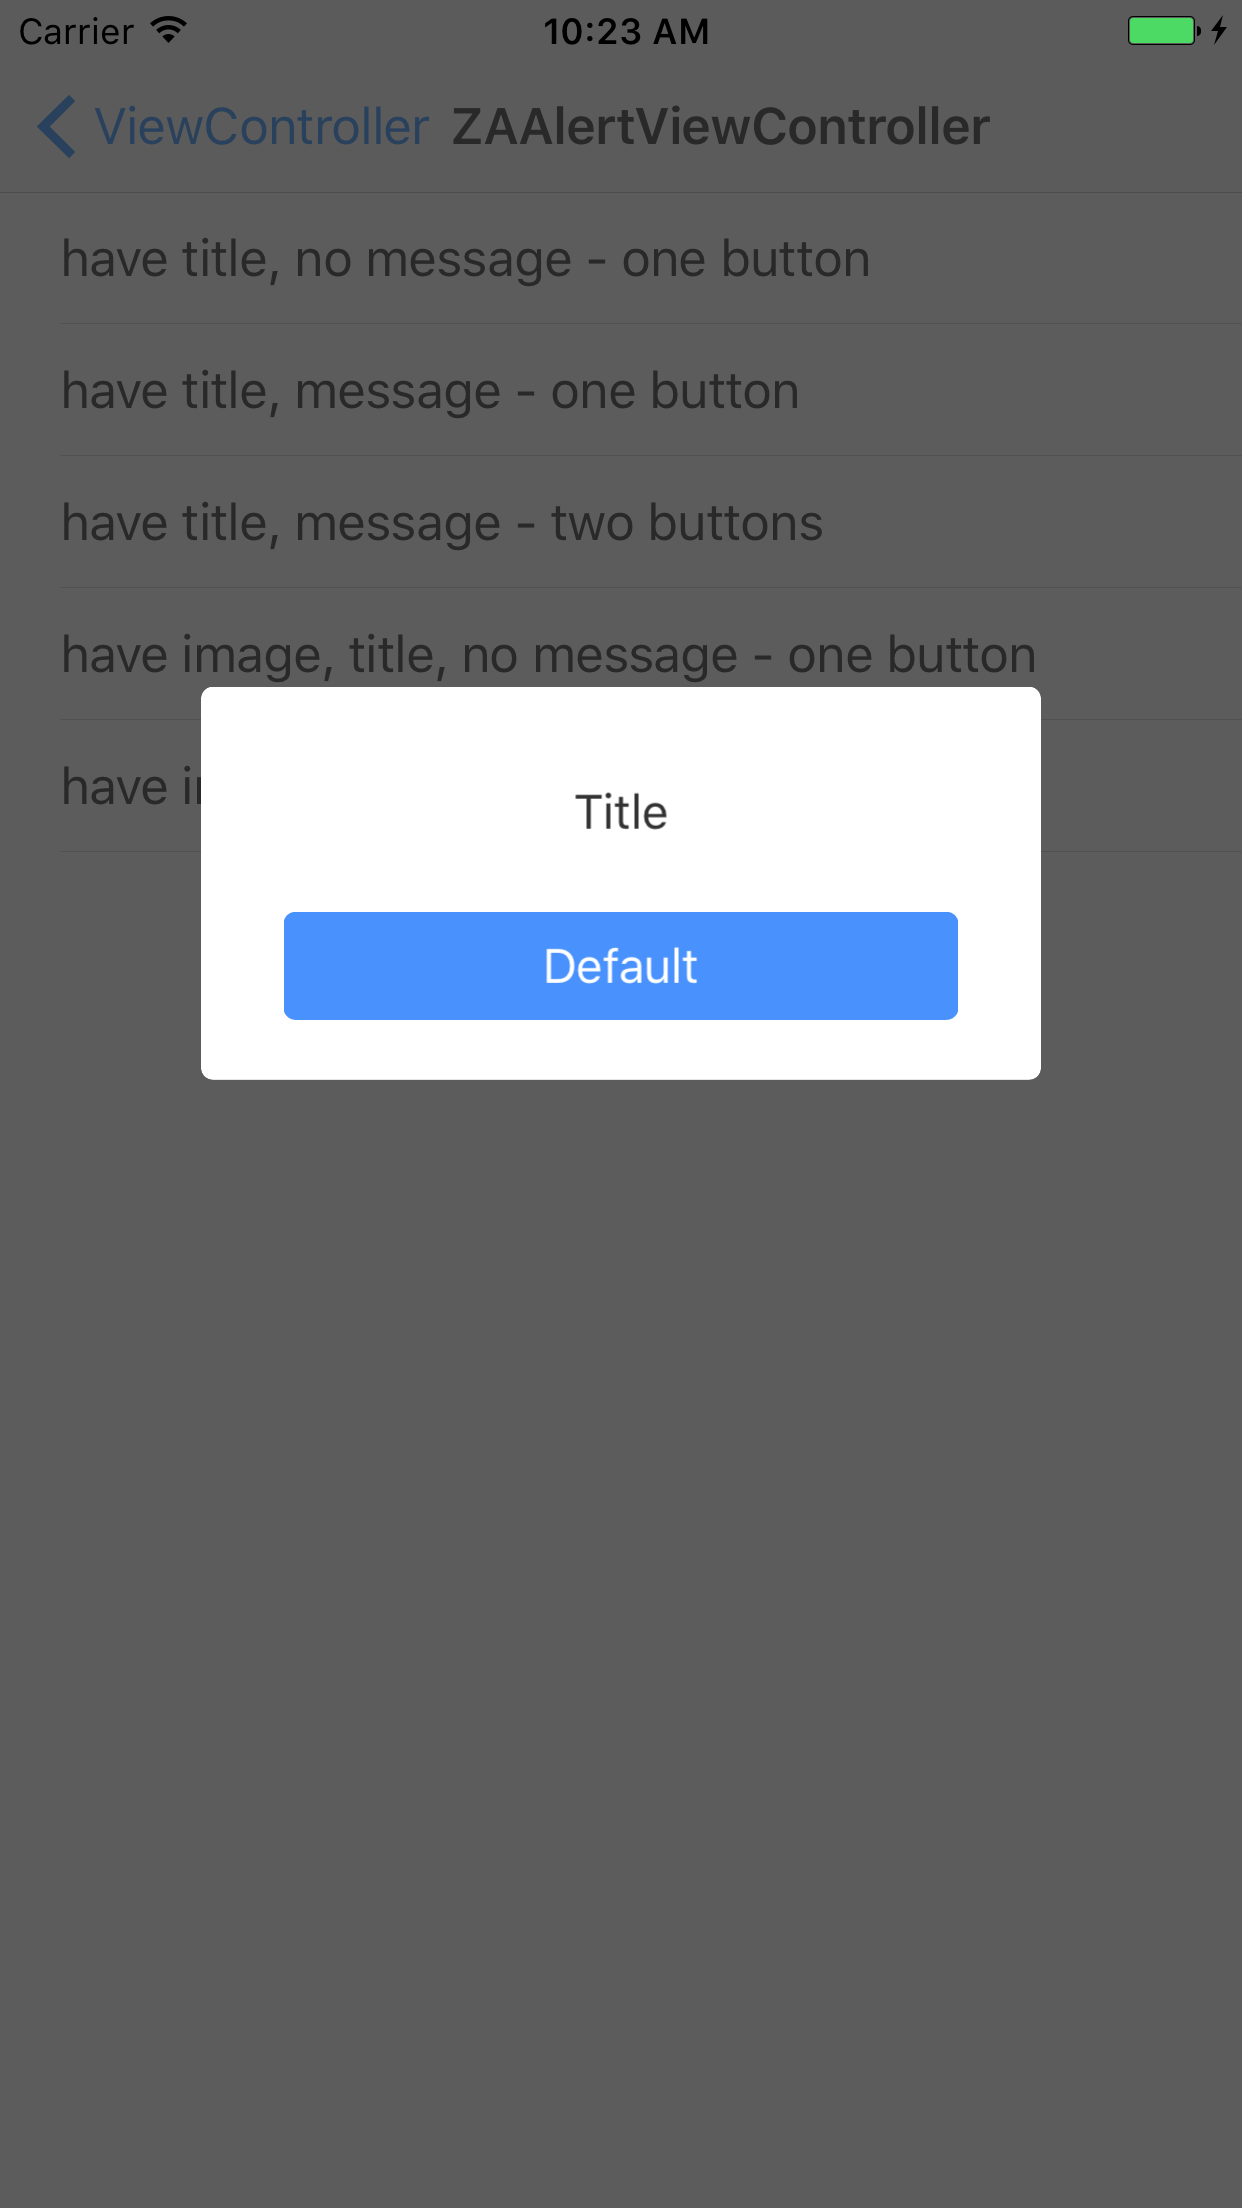 Carrier 10:23 AM
ViewController ZAAlertViewController
have title, no message - one button
have title, message - one button
have title, message - two buttons
have image, title, no message - one button
have
Title
Default